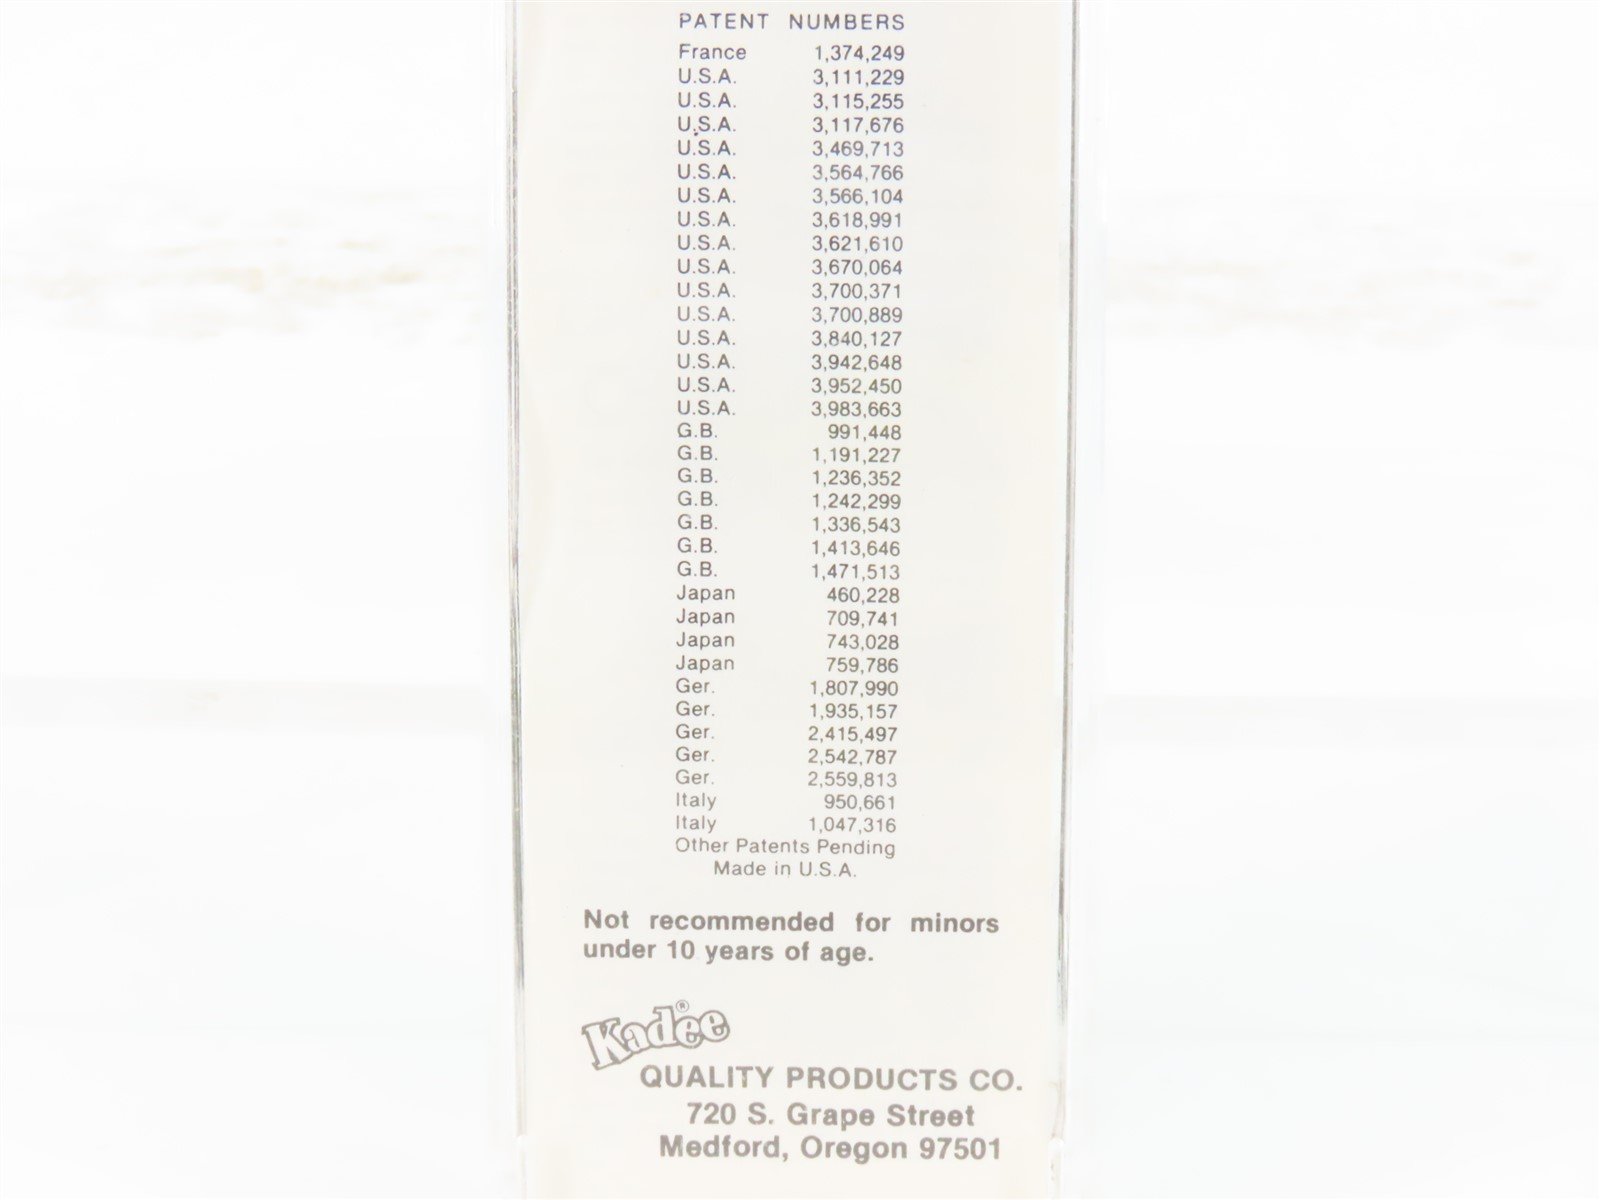 PATENT NUMBERS
France 1,374,249
U.S.A. 3,111,229
U.S.A. 3,115,255
U.S.A. 3,117,676
U.S.A. 3,469,713
U.S.A. 3,564,766
U.S.A. 3,566,104
U.S.A. 3,618,991
U.S.A. 3,621,610
U.S.A. 3,670,064
U.S.A. 3,700,371
U.S.A. 3,700,889
U.S.A. 3,840,127
U.S.A. 3,942,648
U.S.A. 3,952,450
U.S.A. 3,983,663
G.B. 991,448
G.B. 1,191,227
G.B. 1,236,352
G.B. 1,242,299
G.B. 1,336,543
G.B. 1,413,646
G.B. 1,471,513
Japan 460,228
Japan 709,741
Japan 743,028
Japan 759,786
Ger. 1,807,990
Ger. 1,935,157
Ger. 2,415,497
Ger. 2,542,787
Ger. 2,559,813
Italy 950,661
Italy 1,047,316
Other Patents Pending
Made in U.S.A.
Not recommended for minors
under 10 years of age.
Kadee®
QUALITY PRODUCTS CO.
720 S. Grape Street
Medford, Oregon 97501